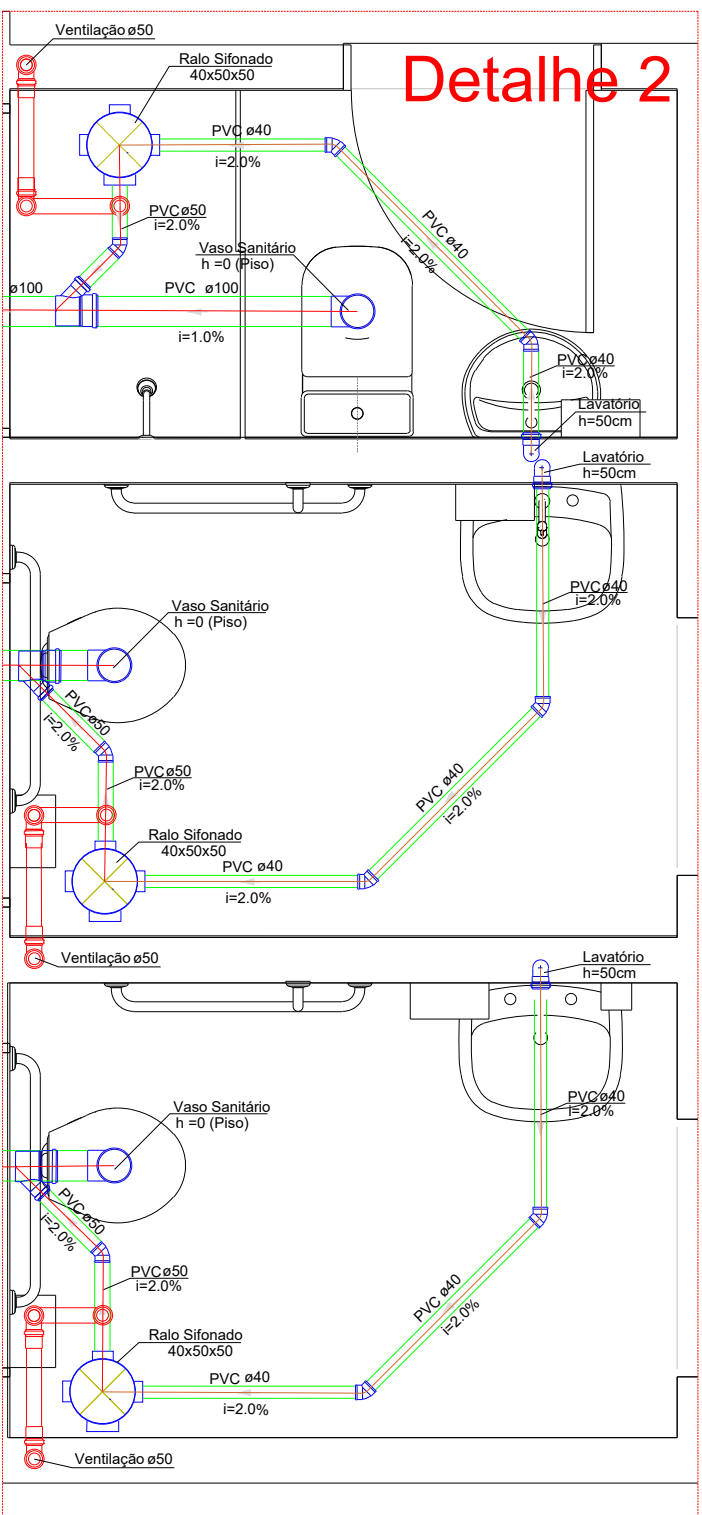 Ventilação ø50
Detalhe 2
Ralo Sifonado
40x50x50
PVC ø40
i=2.0%
PVC ø40
i=2.0%
PVC ø50
i=2.0%
Vaso Sanitário
h =0 (Piso)
ø100
PVC ø100
i=1.0%
PVC ø40
i=2.0%
Lavatório
h=50cm
Lavatório
h=50cm
PVC ø40
i=2.0%
Vaso Sanitário
h =0 (Piso)
PVC ø50
i=2.0%
PVC ø50
i=2.0%
PVC ø40
i=2.0%
Ralo Sifonado
40x50x50
PVC ø40
i=2.0%
Ventilação ø50
Lavatório
h=50cm
PVC ø40
i=2.0%
Vaso Sanitário
h =0 (Piso)
PVC ø50
i=2.0%
PVC ø50
i=2.0%
PVC ø40
i=2.0%
Ralo Sifonado
40x50x50
PVC ø40
i=2.0%
Ventilação ø50